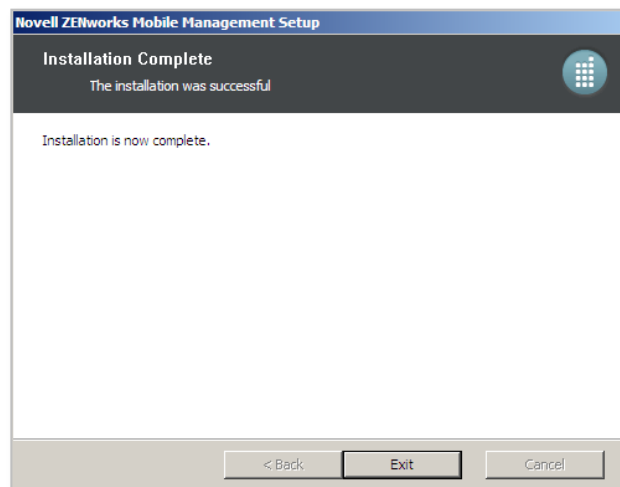 Novell ZENworks Mobile Management Setup
Installation Complete
The installation was successful
Installation is now complete.
< Back
Exit
Cancel